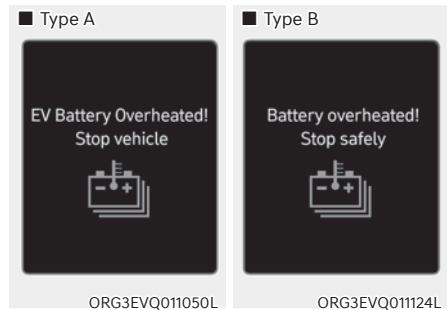 ■ Type A
EV Battery Overheated!
Stop vehicle
ORG3EVQ011050L
■ Type B
Battery overheated!
Stop safely
ORG3EVQ011124L